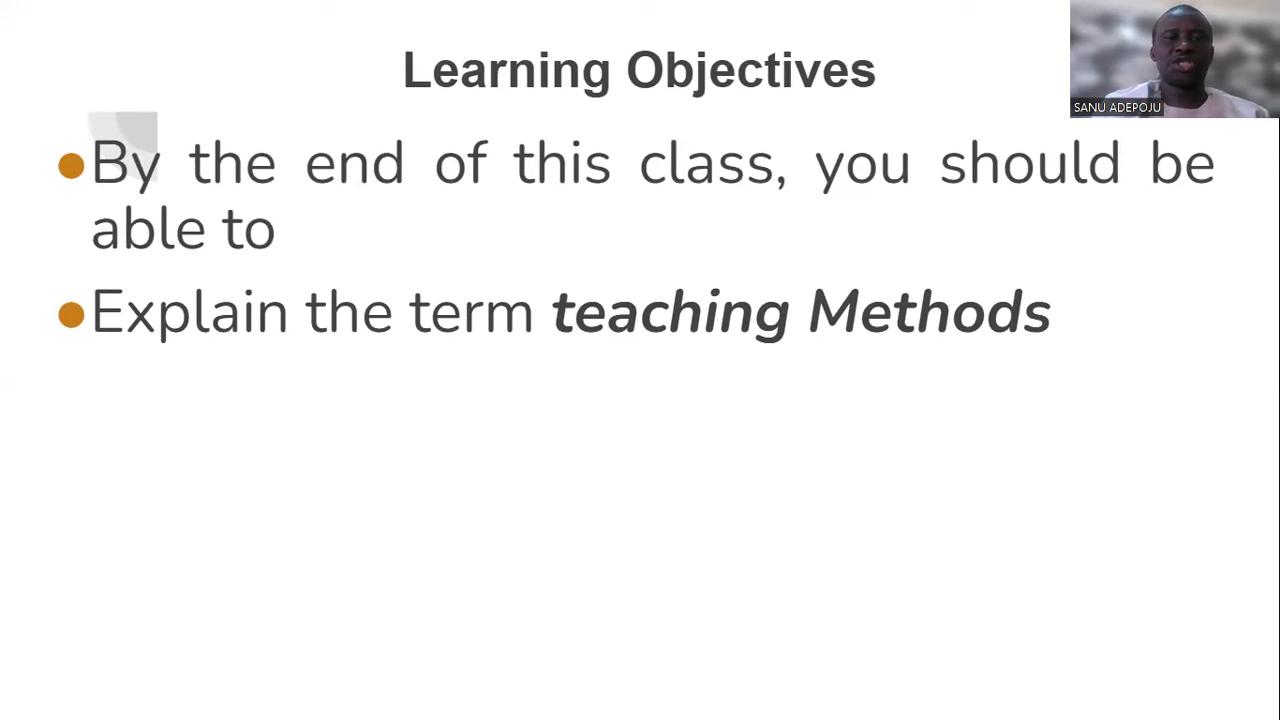 Learning Objectives
SANU ADEPOJU
●By the end of this class, you should be
able to
●Explain the term teaching Methods